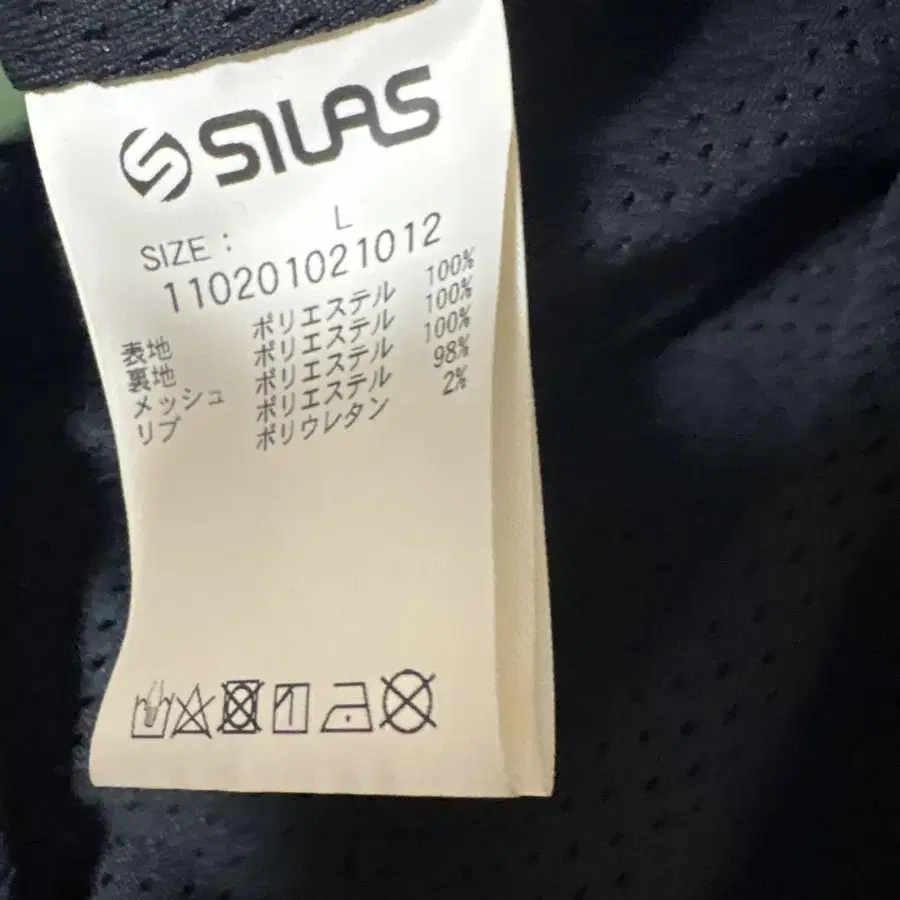 SILAS
SIZE : L
110201021012
表地 ポリエステル 100%
裏地 ポリエステル 100%
メッシュ ポリエステル 100%
リブ ポリエステル 98%
ポリウレタン 2%